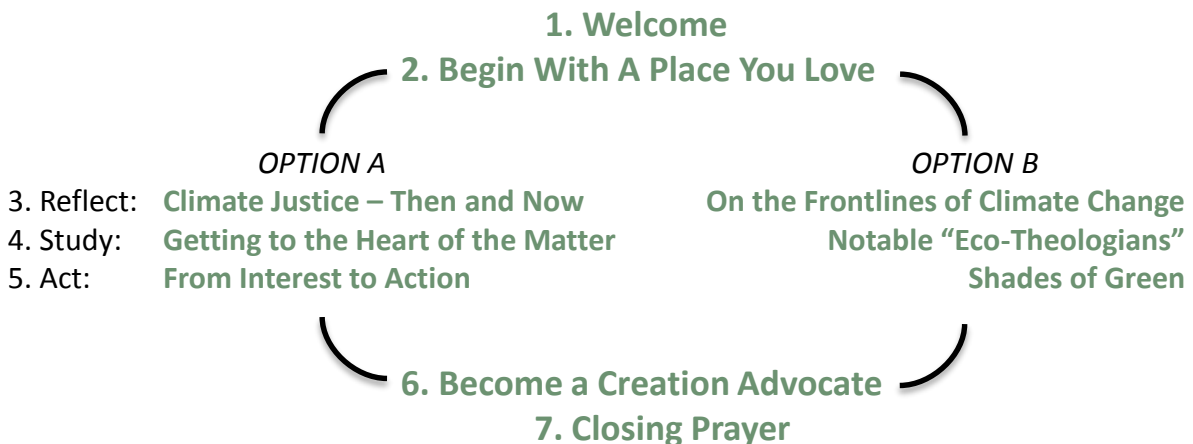 1. Welcome
2. Begin With A Place You Love
OPTION A OPTION B
3. Reflect: Climate Justice – Then and Now On the Frontlines of Climate Change
4. Study: Getting to the Heart of the Matter Notable “Eco-Theologians”
5. Act: From Interest to Action Shades of Green
6. Become a Creation Advocate
7. Closing Prayer